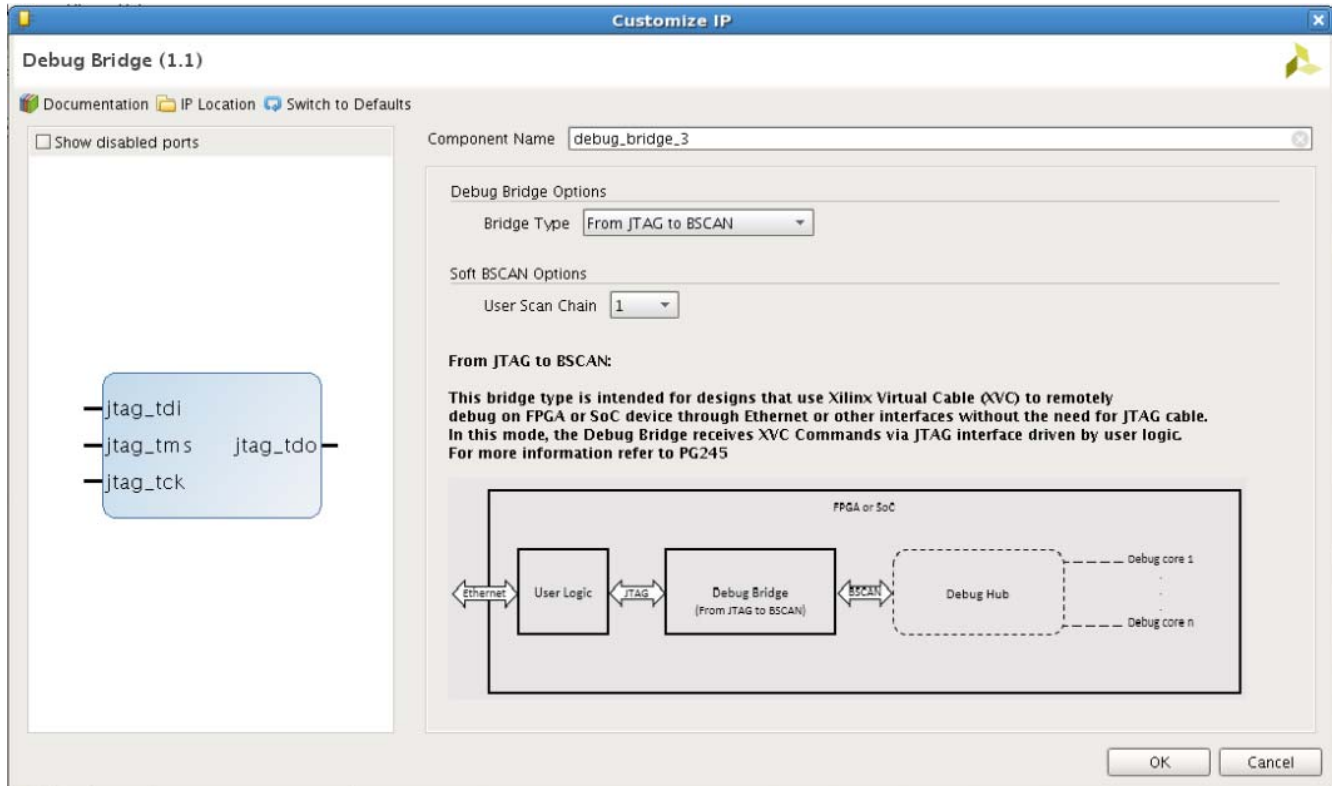 Customize IP
Debug Bridge (1.1)
Documentation IP Location Switch to Defaults
Show disabled ports
Component Name debug_bridge_3
Debug Bridge Options
Bridge Type From JTAG to BSCAN
Soft BSCAN Options
User Scan Chain 1
From JTAG to BSCAN:
This bridge type is intended for designs that use Xilinx Virtual Cable (XVC) to remotely
debug on FPGA or SoC device through Ethernet or other interfaces without the need for JTAG cable.
In this mode, the Debug Bridge receives XVC Commands via JTAG interface driven by user logic.
For more information refer to PG245
jtag_tdi
jtag_tms
jtag_tck
jtag_tdo
FPGA or SoC
Ethernet
User Logic
JTAG
Debug Bridge
(From JTAG to BSCAN)
BSCAN
Debug Hub
Debug core 1
Debug core n
OK
Cancel